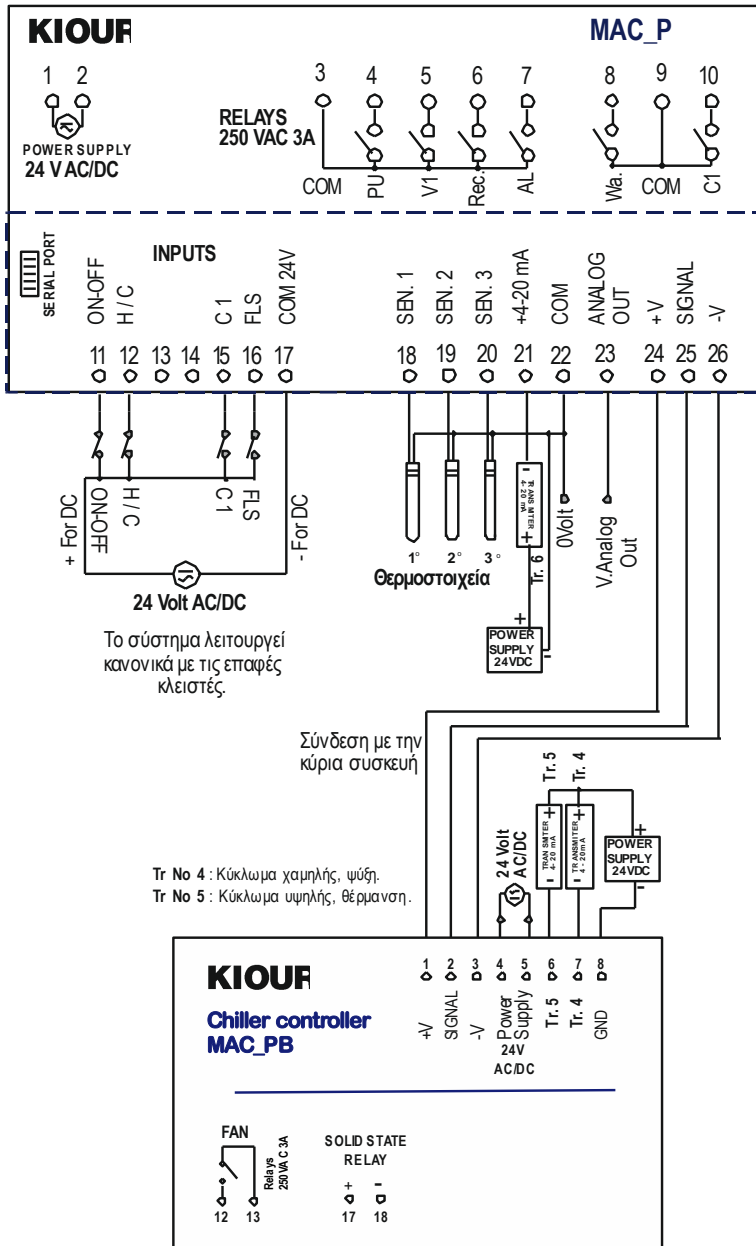 KIOUR
MAC_P
1 2
POWER SUPPLY
24 V AC/DC
RELAYS
250 VAC 3A
3 4 5 6 7
COM PU V1 Rec. AL
8 9 10
Wa. COM C1
SERIAL PORT
INPUTS
ON-OFF
H / C
C 1
FLS
COM 24V
11 12 13 14 15 16 17
SEN. 1
SEN. 2
SEN. 3
+4-20 mA
COM
ANALOG
OUT
+V
SIGNAL
-V
18 19 20 21 22 23 24 25 26
+ For DC
ON-OFF
H / C
C 1
FLS
- For DC
24 Volt AC/DC
Το σύστημα λειτουργεί
κανονικά με τις επαφές
κλειστές.
1° 2° 3°
Θερμοστοιχεία
-
TRANSMITER
4-20 mA
+
Tr. 6
0Volt
V.Analog
Out
+
POWER
SUPPLY
24VDC
-
Σύνδεση με την
κύρια συσκευή
Tr. 5
Tr. 4
24 Volt
AC/DC
+
TRANSMITER
4-20 mA
-
+
TRANSMITER
4-20mA
-
+
POWER
SUPPLY
24VDC
-
Tr No 4 : Κύκλωμα χαμηλής, ψύξη.
Tr No 5 : Κύκλωμα υψηλής, θέρμανση.
KIOUR
Chiller controller
MAC_PB
1 2 3 4 5 6 7 8
+V
SIGNAL
-V
Power
Supply
24V
AC/DC
Tr. 5
Tr. 4
GND
FAN
Relays
250VAC 3A
12 13
SOLID STATE
RELAY
+ -
17 18